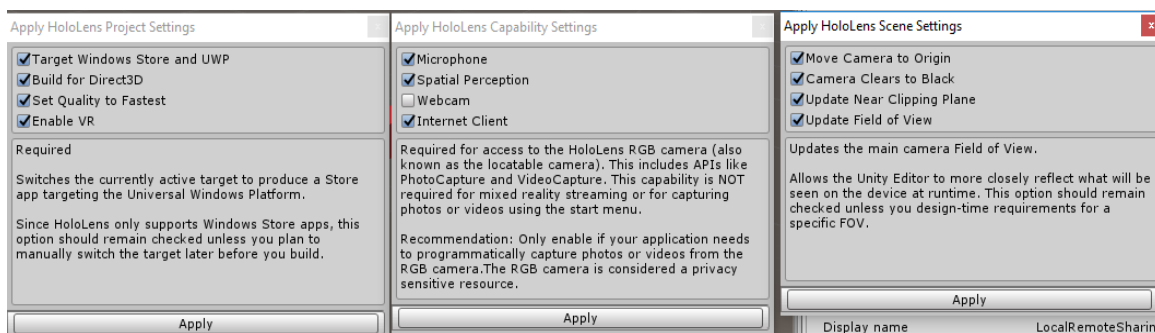 Apply HoloLens Project Settings
Target Windows Store and UWP
Build for Direct3D
Set Quality to Fastest
Enable VR
Required
Switches the currently active target to produce a Store
app targeting the Universal Windows Platform.
Since HoloLens only supports Windows Store apps, this
option should remain checked unless you plan to
manually switch the target later before you build.
Apply
Apply HoloLens Capability Settings
Microphone
Spatial Perception
Webcam
Internet Client
Required for access to the HoloLens RGB camera (also
known as the locatable camera). This includes APIs like
PhotoCapture and VideoCapture. This capability is NOT
required for mixed reality streaming or for capturing
photos or videos using the start menu.
Recommendation: Only enable if your application needs
to programmatically capture photos or videos from the
RGB camera.The RGB camera is considered a privacy
sensitive resource.
Apply
Apply HoloLens Scene Settings
Move Camera to Origin
Camera Clears to Black
Update Near Clipping Plane
Update Field of View
Updates the main camera Field of View.
Allows the Unity Editor to more closely reflect what will be
seen on the device at runtime. This option should remain
checked unless you design-time requirements for a
specific FOV.
Apply
Display name LocalRemoteSharin